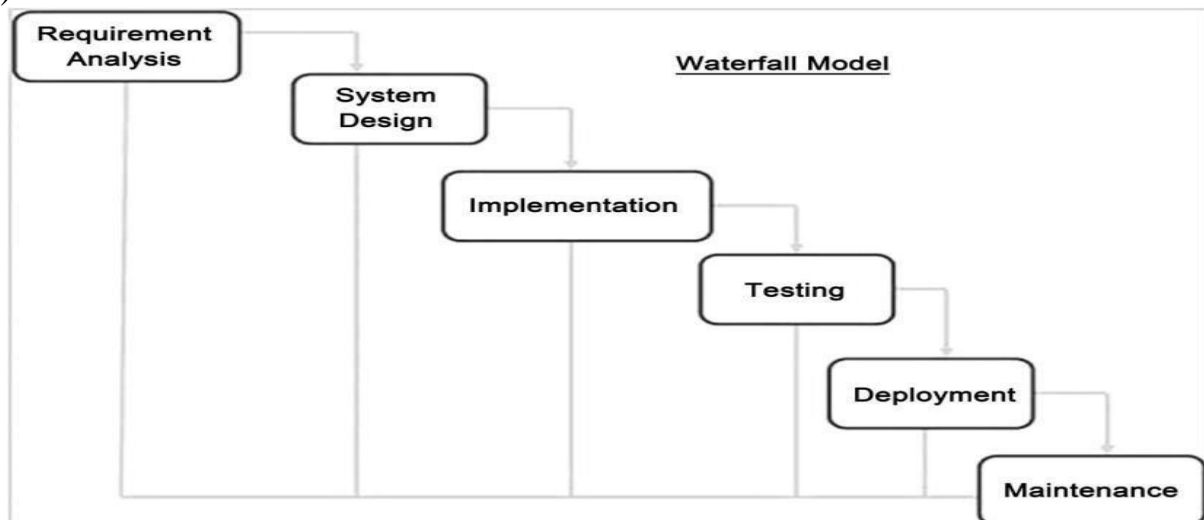 )
Requirement
Analysis
Waterfall Model
System
Design
Implementation
Testing
Deployment
Maintenance